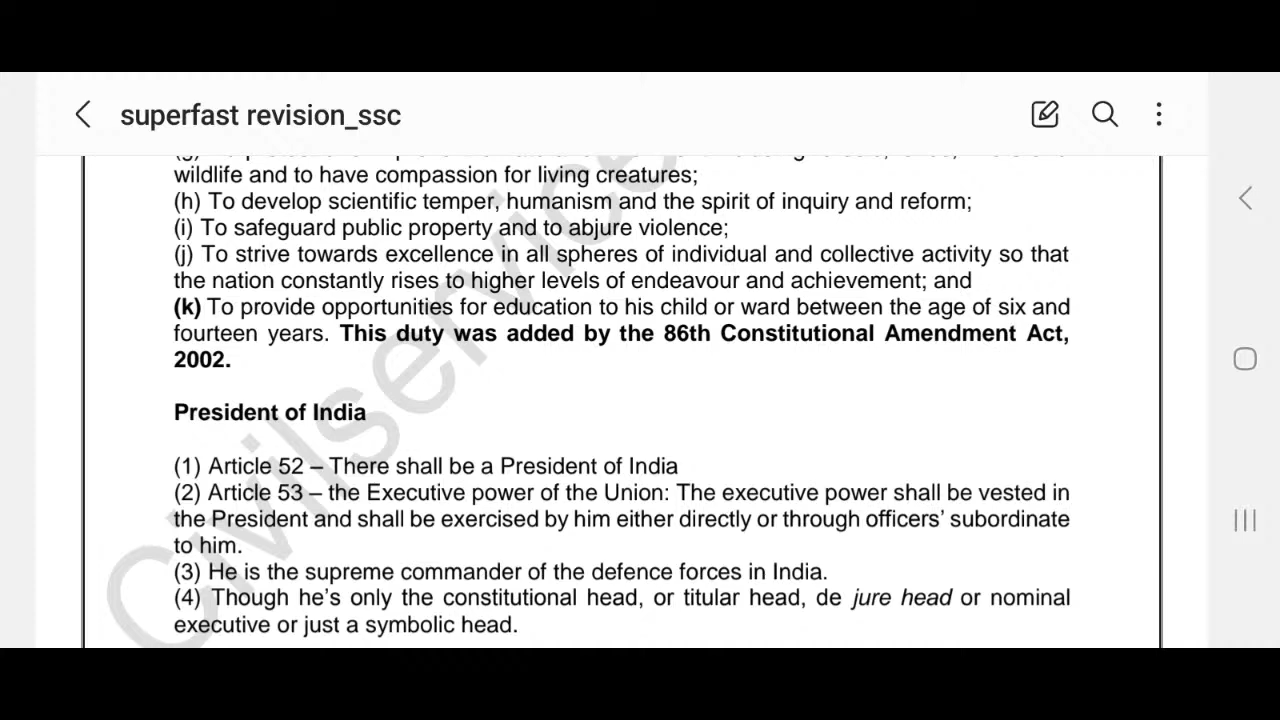 superfast revision_ssc
wildlife and to have compassion for living creatures;
(h) To develop scientific temper, humanism and the spirit of inquiry and reform;
(i) To safeguard public property and to abjure violence;
(j) To strive towards excellence in all spheres of individual and collective activity so that
the nation constantly rises to higher levels of endeavour and achievement; and
(k) To provide opportunities for education to his child or ward between the age of six and
fourteen years. This duty was added by the 86th Constitutional Amendment Act,
2002.
President of India
(1) Article 52 – There shall be a President of India
(2) Article 53 – the Executive power of the Union: The executive power shall be vested in
the President and shall be exercised by him either directly or through officers’ subordinate
to him.
(3) He is the supreme commander of the defence forces in India.
(4) Though he’s only the constitutional head, or titular head, de jure head or nominal
executive or just a symbolic head.
Civilservice